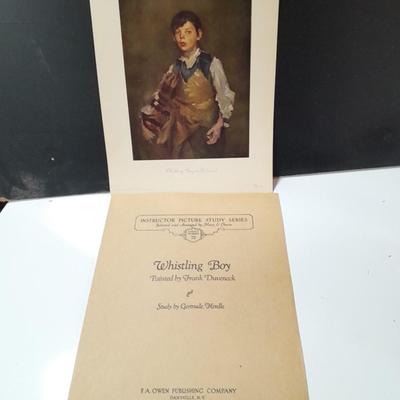 INSTRUCTOR PICTURE STUDY SERIES
Selected and Arranged by Mary E. Owen
Whistling Boy
Painted by Frank Duveneck
Study by Gertrude Hindle
F. A. OWEN PUBLISHING COMPANY
DANSVILLE, N. Y.